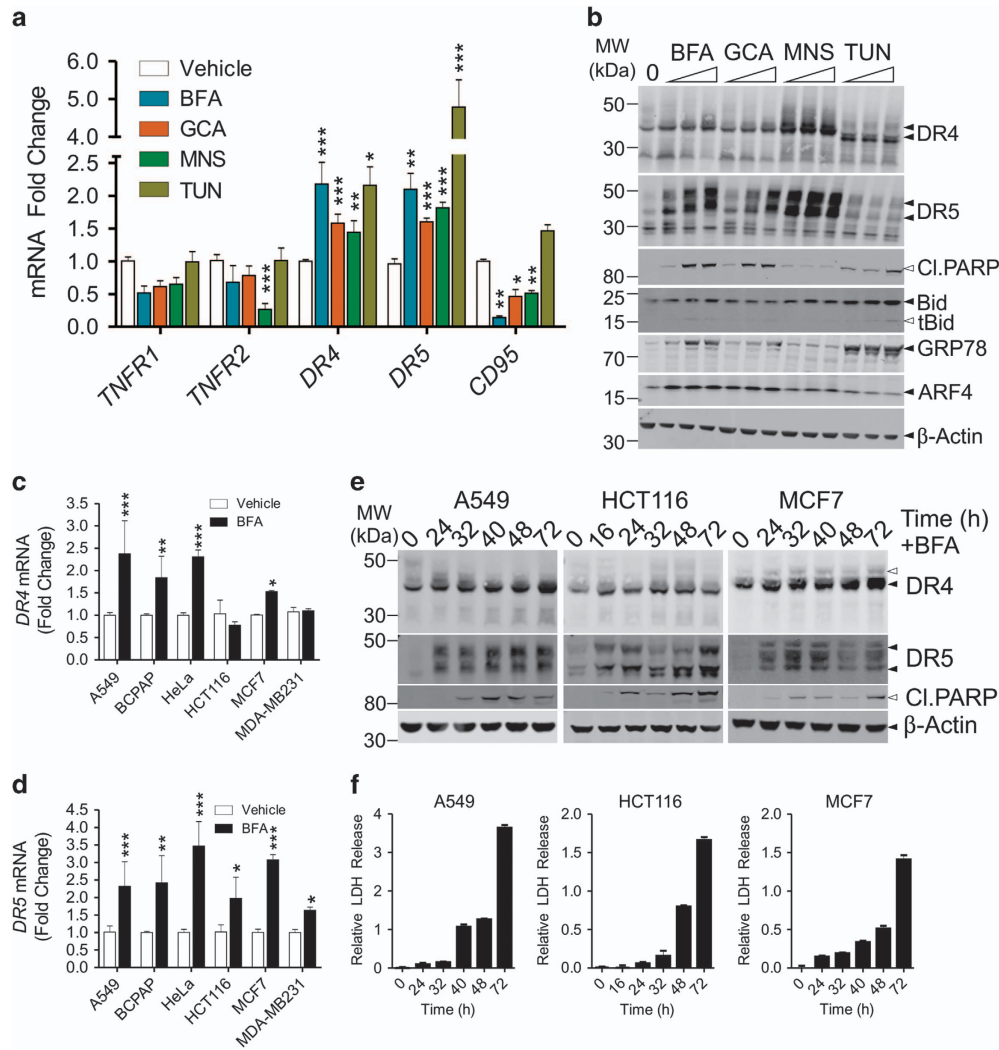 a
mRNA Fold Change
6.0
5.0
4.0
3.0
2.5
2.0
1.5
1.0
0.5
0.0
Vehicle
BFA
GCA
MNS
TUN
*** *** *** ** * ** *** *** *** ** * **
TNFR1 TNFR2 DR4 DR5 CD95
b
MW (kDa)
0 BFA GCA MNS TUN
50
30
DR4
50
30
DR5
80
Cl.PARP
25
15
Bid
tBid
70
GRP78
15
ARF4
30
β-Actin
c
DR4 mRNA
(Fold Change)
3.5
3.0
2.5
2.0
1.5
1.0
0.5
0.0
Vehicle
BFA
*** ** *** *
A549 BCPAP HeLa HCT116 MCF7 MDA-MB231
d
DR5 mRNA
(Fold Change)
5.0
4.5
4.0
3.5
3.0
2.5
2.0
1.5
1.0
0.5
0.0
Vehicle
BFA
*** ** *** * *** *
A549 BCPAP HeLa HCT116 MCF7 MDA-MB231
e
A549 HCT116 MCF7
MW (kDa)
0 24 32 40 48 72
0 16 24 32 48 72
0 24 32 40 48 72
Time (h)
+BFA
50
30
DR4
50
DR5
80
Cl.PARP
30
β-Actin
f
A549
Relative LDH Release
4
3
2
1
0
0 24 32 40 48 72
Time (h)
HCT116
Relative LDH Release
2.0
1.5
1.0
0.5
0.0
0 16 24 32 48 72
Time (h)
MCF7
Relative LDH Release
2.0
1.5
1.0
0.5
0.0
0 24 32 40 48 72
Time (h)